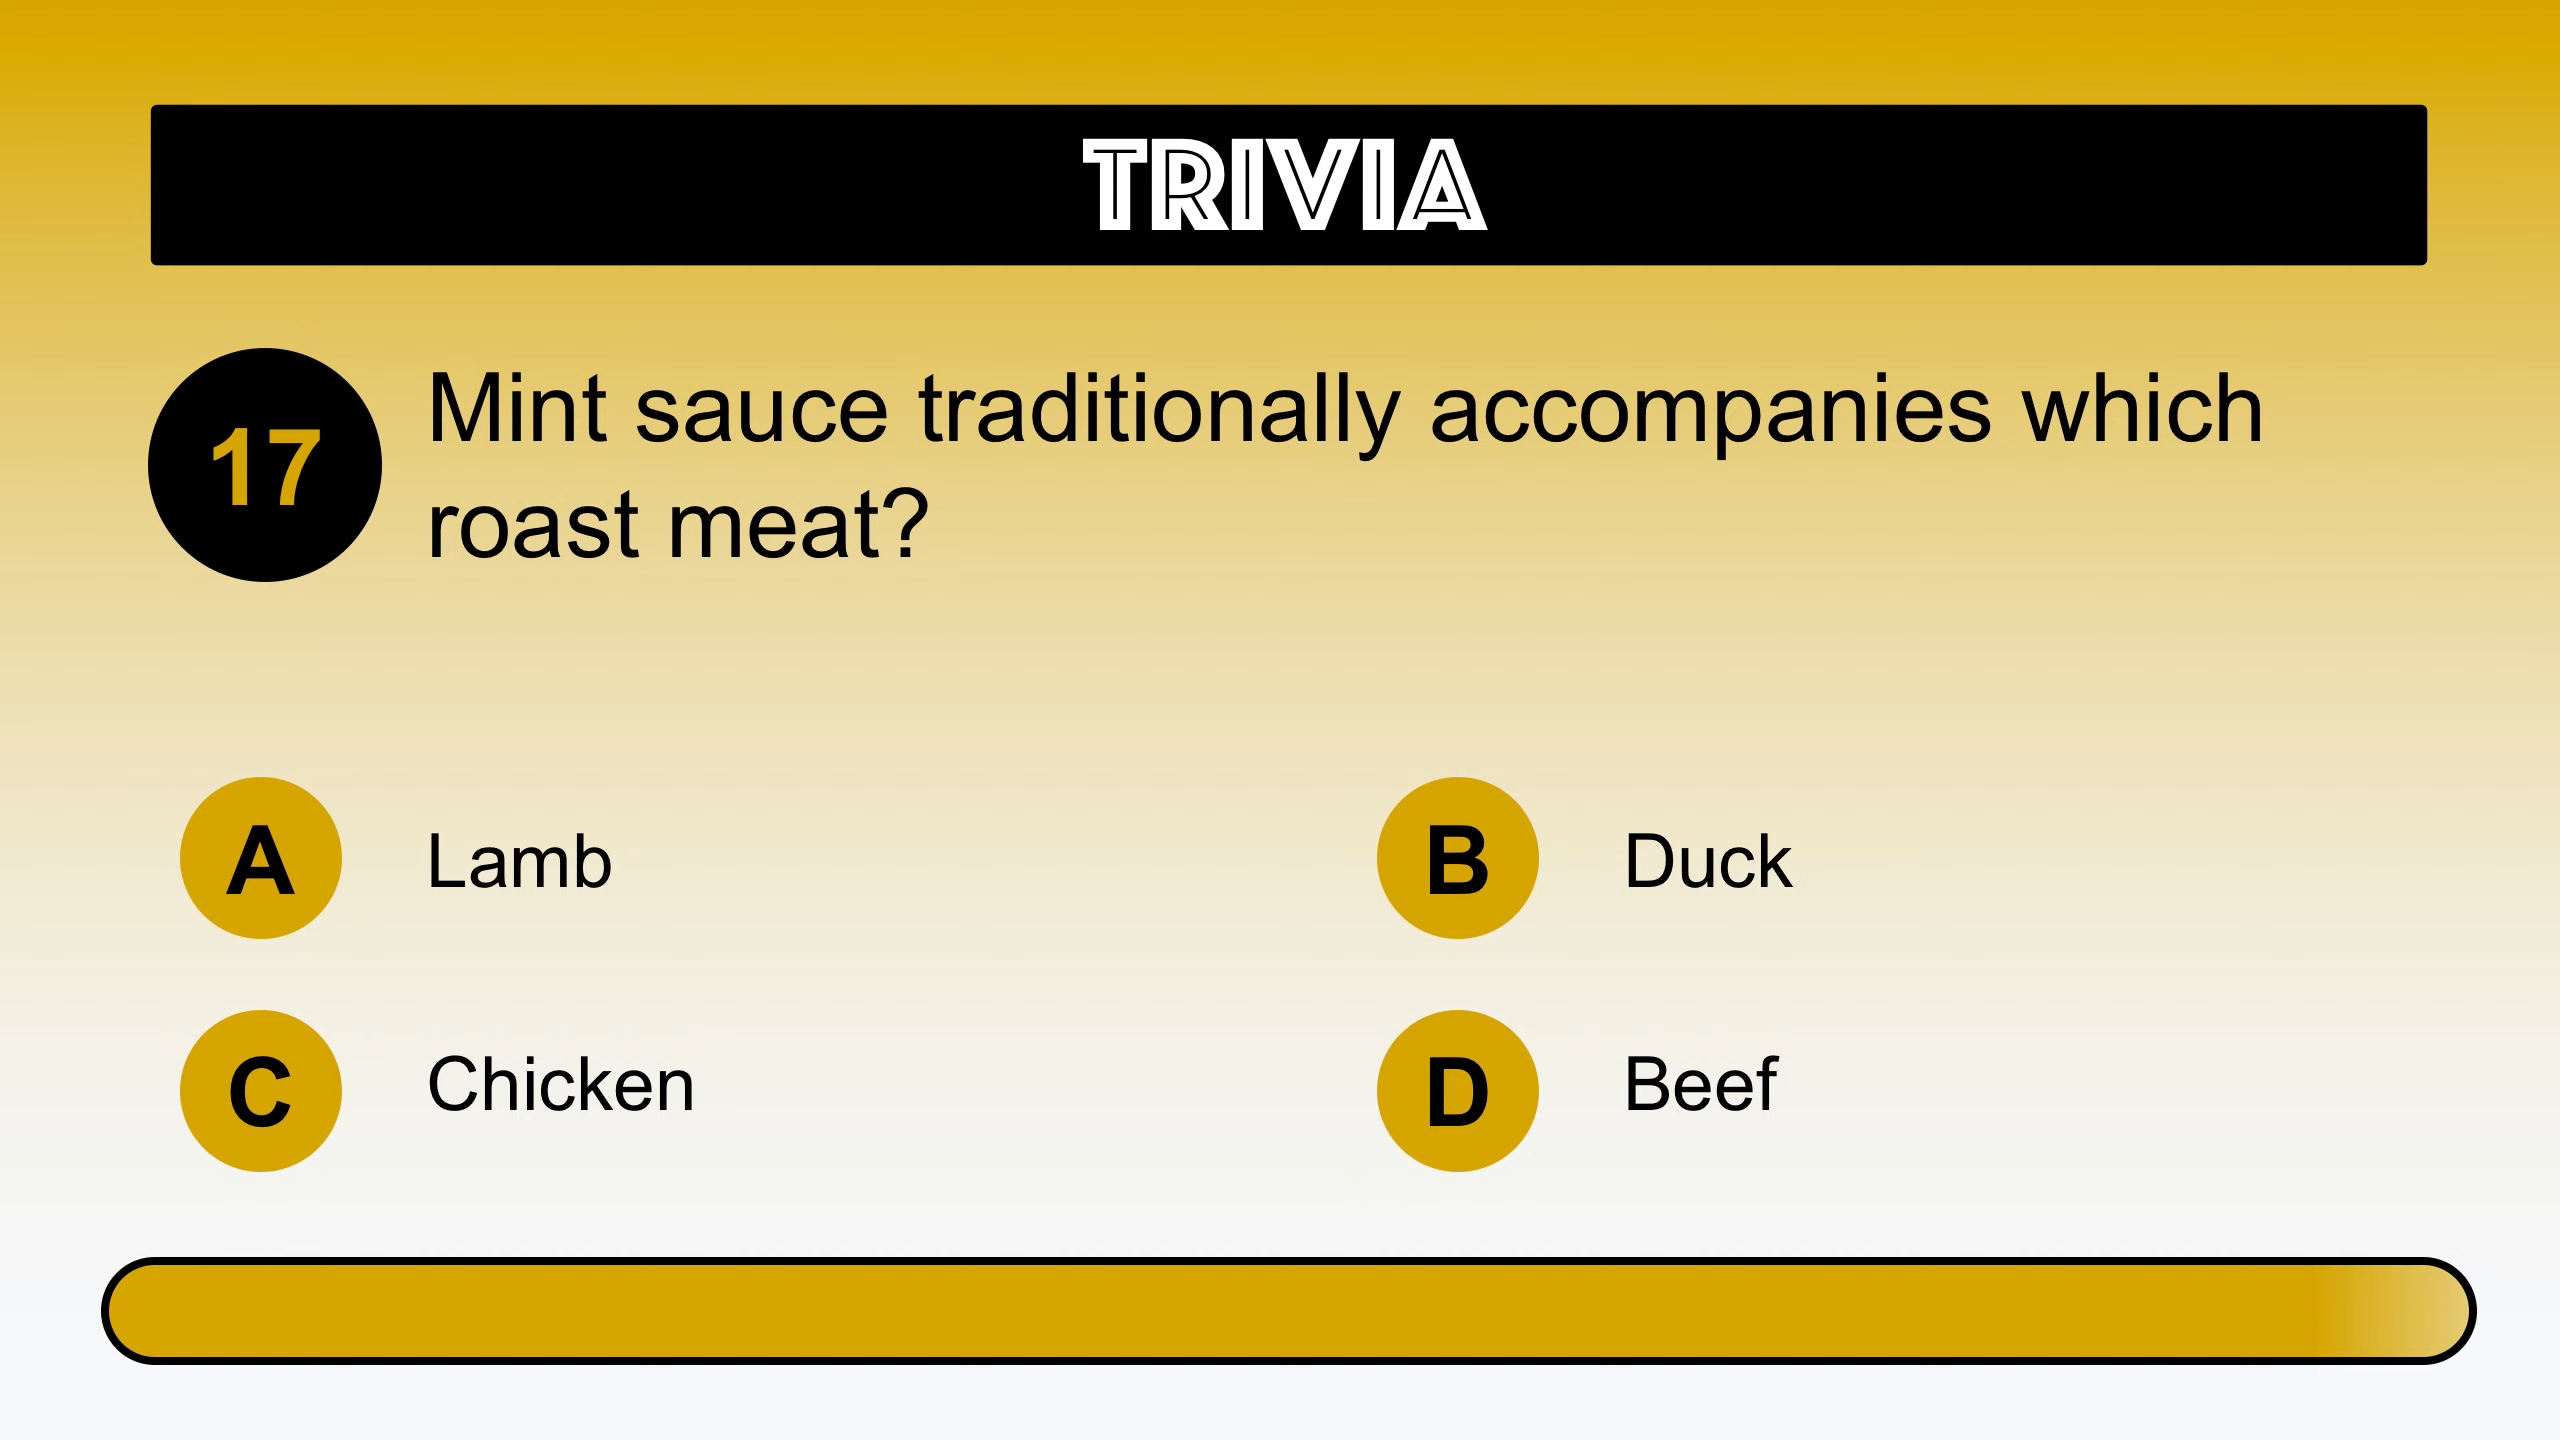 TRIVIA
17
Mint sauce traditionally accompanies which
roast meat?
A
Lamb
B
Duck
C
Chicken
D
Beef